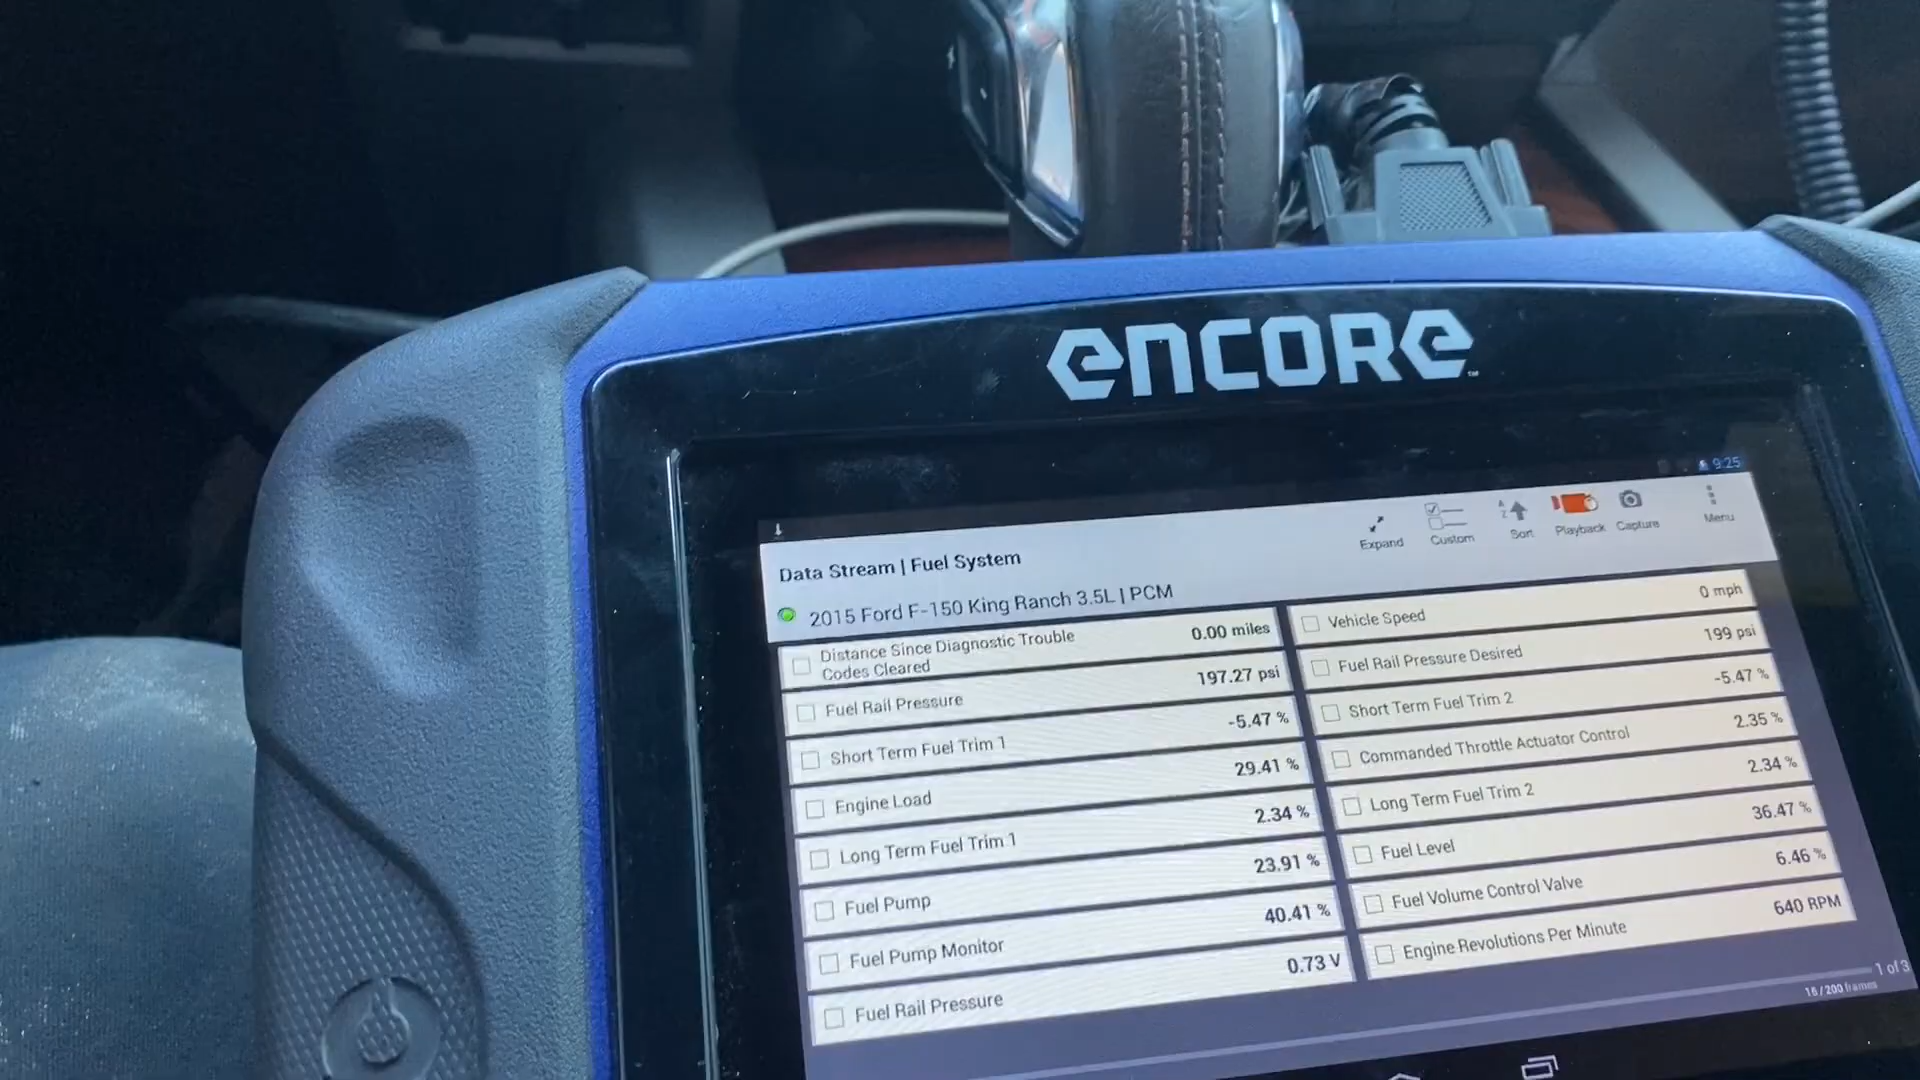 encore™
9:25
Expand
Custom
Sort
Playback
Capture
Menu
Data Stream | Fuel System
2015 Ford F-150 King Ranch 3.5L | PCM
Distance Since Diagnostic Trouble
Codes Cleared
0.00 miles
Fuel Rail Pressure
197.27 psi
Short Term Fuel Trim 1
-5.47 %
Engine Load
29.41 %
Long Term Fuel Trim 1
2.34 %
Fuel Pump
23.91 %
Fuel Pump Monitor
40.41 %
Fuel Rail Pressure
0.73 V
Vehicle Speed
0 mph
Fuel Rail Pressure Desired
199 psi
Short Term Fuel Trim 2
-5.47 %
Commanded Throttle Actuator Control
2.35 %
Long Term Fuel Trim 2
2.34 %
Fuel Level
36.47 %
Fuel Volume Control Valve
6.46 %
Engine Revolutions Per Minute
640 RPM
1 of 3
16 / 200 frames